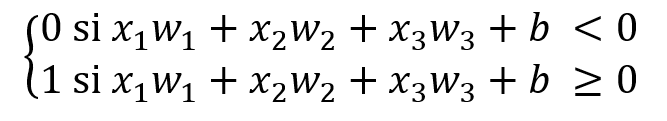 0 si x₁w₁ + x₂w₂ + x₃w₃ + b < 0
1 si x₁w₁ + x₂w₂ + x₃w₃ + b ≥ 0